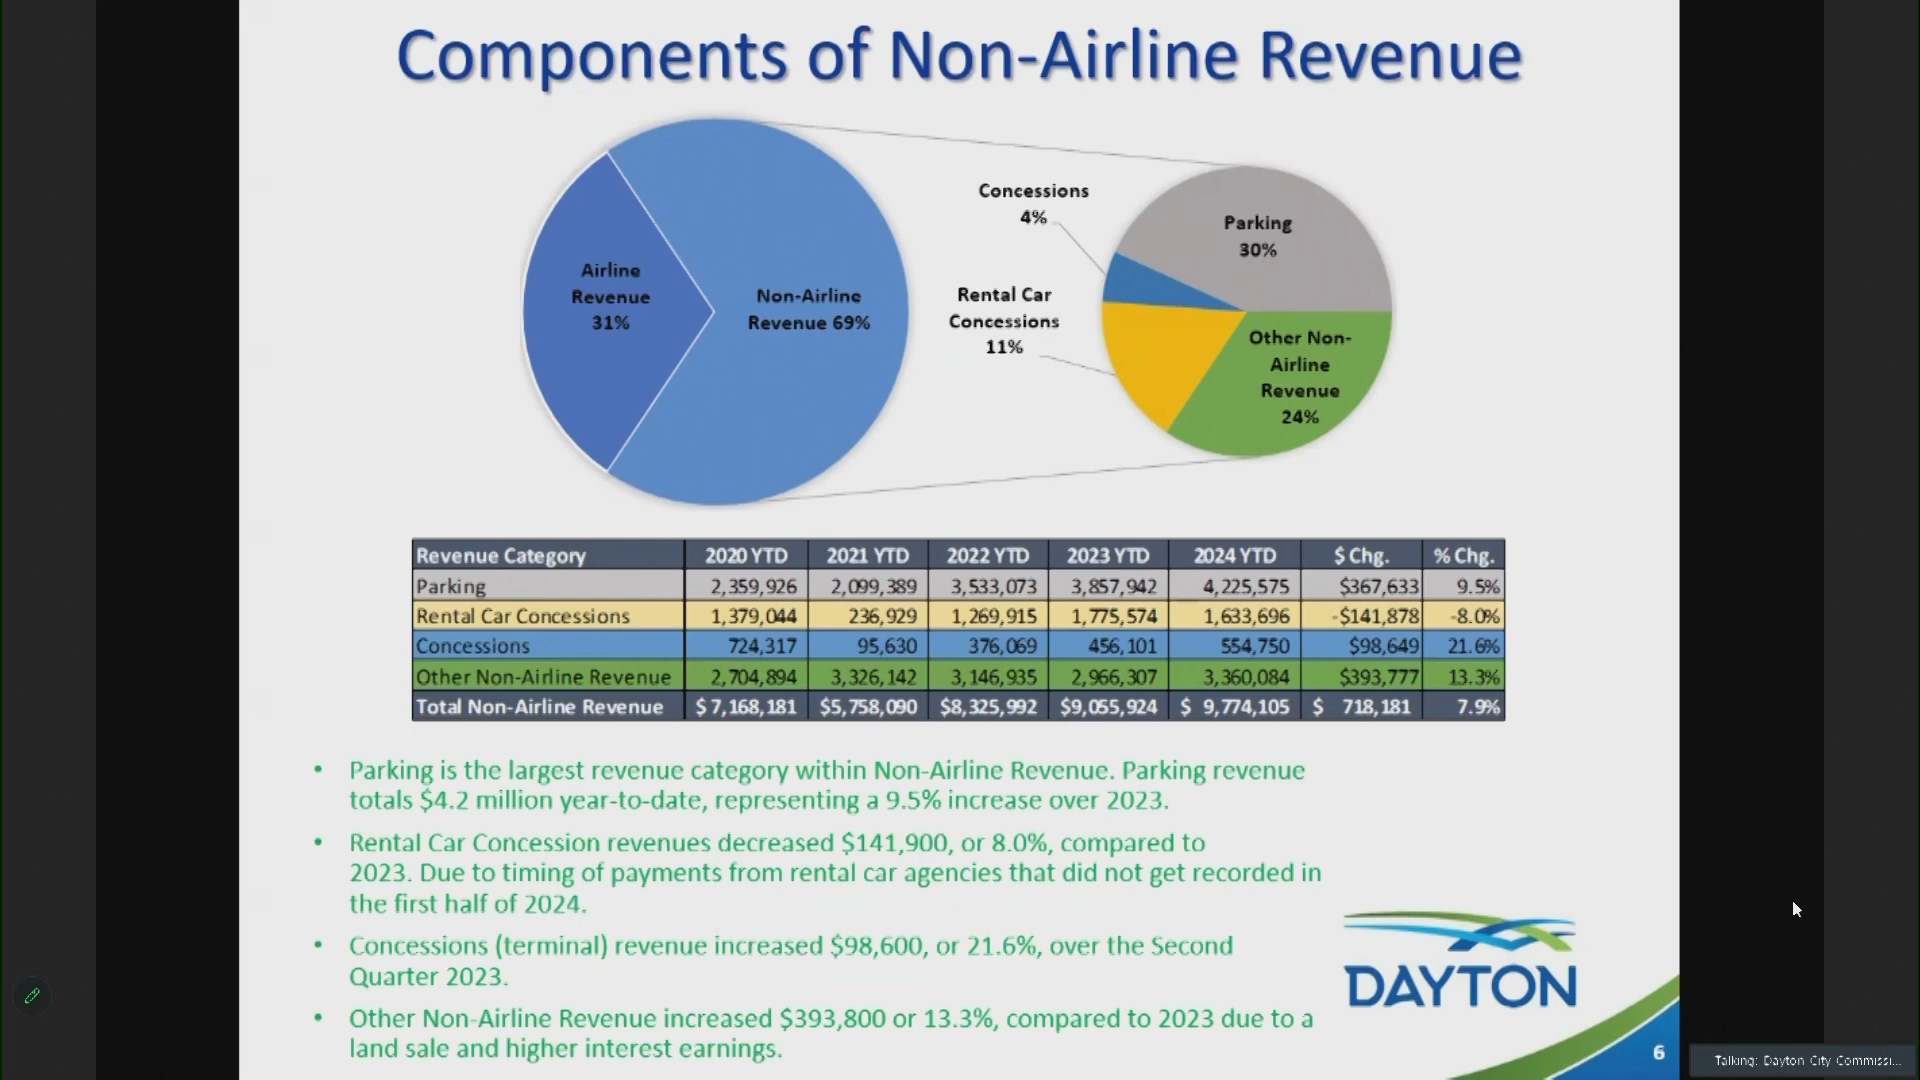 Components of Non-Airline Revenue
Airline
Revenue
31%
Non-Airline
Revenue 69%
Concessions
4%
Rental Car
Concessions
11%
Parking
30%
Other Non-
Airline
Revenue
24%
Revenue Category 2020 YTD 2021 YTD 2022 YTD 2023 YTD 2024 YTD $ Chg. % Chg.
Parking 2,359,926 2,099,389 3,533,073 3,857,942 4,225,575 $367,633 9.5%
Rental Car Concessions 1,379,044 236,929 1,269,915 1,775,574 1,633,696 -$141,878 -8.0%
Concessions 724,317 95,630 376,069 456,101 554,750 $98,649 21.6%
Other Non-Airline Revenue 2,704,894 3,326,142 3,146,935 2,966,307 3,360,084 $393,777 13.3%
Total Non-Airline Revenue $ 7,168,181 $5,758,090 $8,325,992 $9,055,924 $ 9,774,105 $ 718,181 7.9%
• Parking is the largest revenue category within Non-Airline Revenue. Parking revenue
totals $4.2 million year-to-date, representing a 9.5% increase over 2023.
• Rental Car Concession revenues decreased $141,900, or 8.0%, compared to
2023. Due to timing of payments from rental car agencies that did not get recorded in
the first half of 2024.
• Concessions (terminal) revenue increased $98,600, or 21.6%, over the Second
Quarter 2023.
• Other Non-Airline Revenue increased $393,800 or 13.3%, compared to 2023 due to a
land sale and higher interest earnings.
DAYTON
6
Talking: Dayton City Commissi...